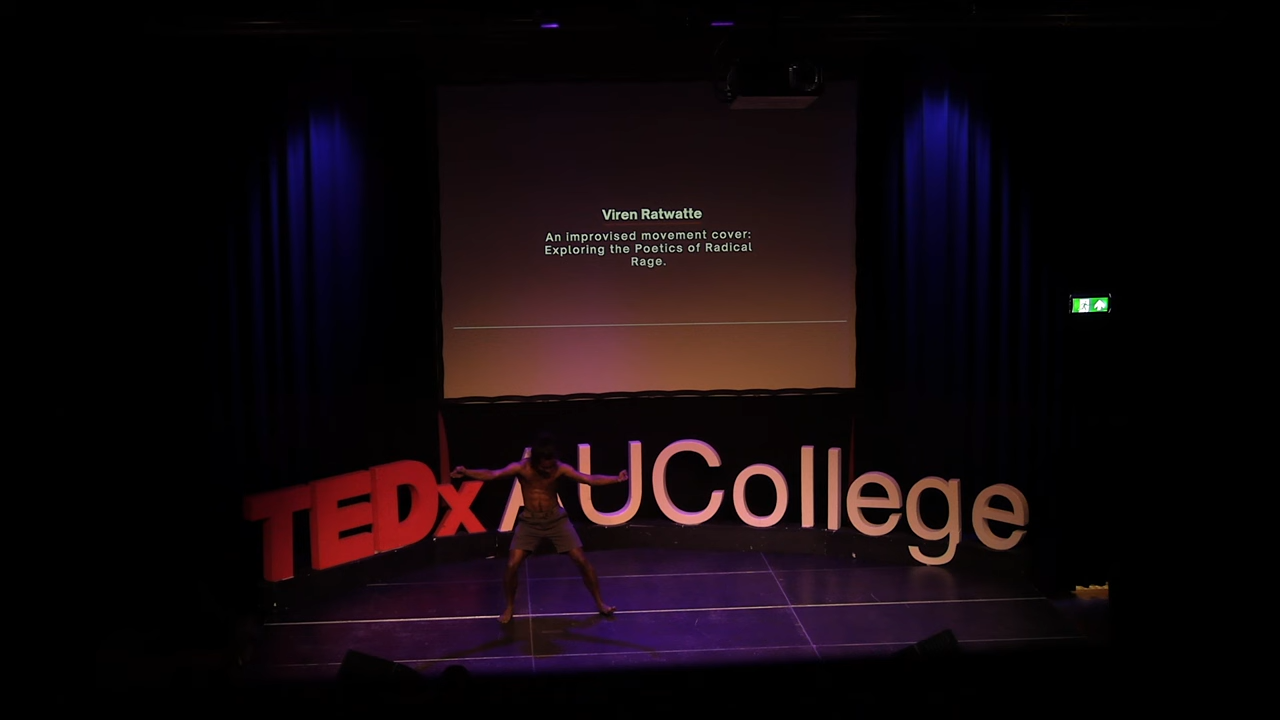 Viren Ratwatte
An improvised movement cover:
Exploring the Poetics of Radical
Rage.
TEDxAUCollege